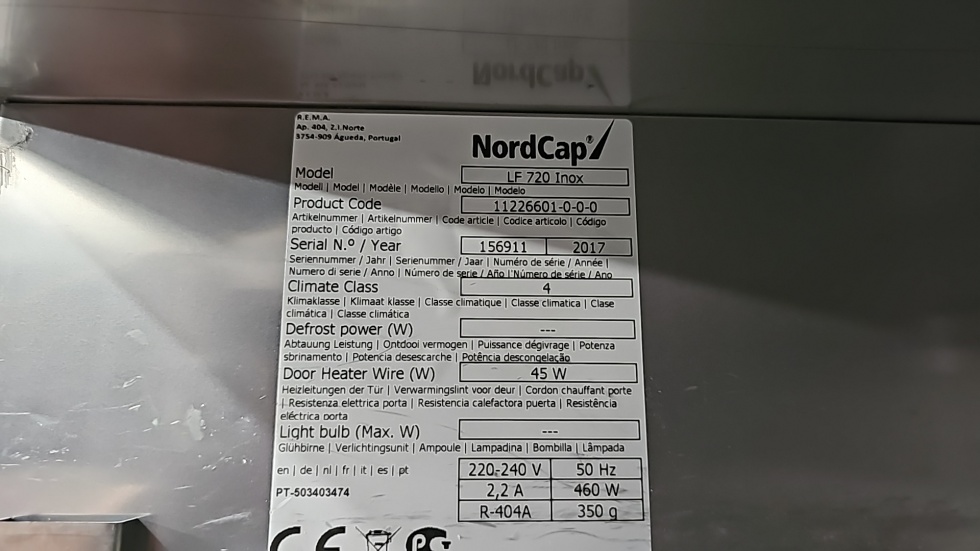 R.E.M.A.
Ap. 404, Z.I.Norte
3754-909 Águeda, Portugal
NordCap®
Model
LF 720 Inox
Modell | Model | Modèle | Modello | Modelo | Modelo
Product Code
11226601-0-0-0
Artikelnummer | Artikelnummer | Code article | Codice articolo | Código
producto | Código artigo
Serial N.º / Year
156911 2017
Seriennummer / Jahr | Serienummer / Jaar | Numéro de série / Année |
Numero di serie / Anno | Número de serie / Año | Número de série / Ano
Climate Class
4
Klimaklasse | Klimaat klasse | Classe climatique | Classe climatica | Clase
climática | Classe climática
Defrost power (W)
---
Abtauung Leistung | Ontdooi vermogen | Puissance dégivrage | Potenza
sbrinamento | Potencia desescarche | Potência descongelação
Door Heater Wire (W)
45 W
Heizleitungen der Tür | Verwarmingslint voor deur | Cordon chauffant porte
| Resistenza elettrica porta | Resistencia calefactora puerta | Resistência
eléctrica porta
Light bulb (Max. W)
---
Glühbirne | Verlichtingsunit | Ampoule | Lampadina | Bombilla | Lâmpada
en | de | nl | fr | it | es | pt
220-240 V 50 Hz
PT-503403474
2,2 A 460 W
R-404A 350 g
CE